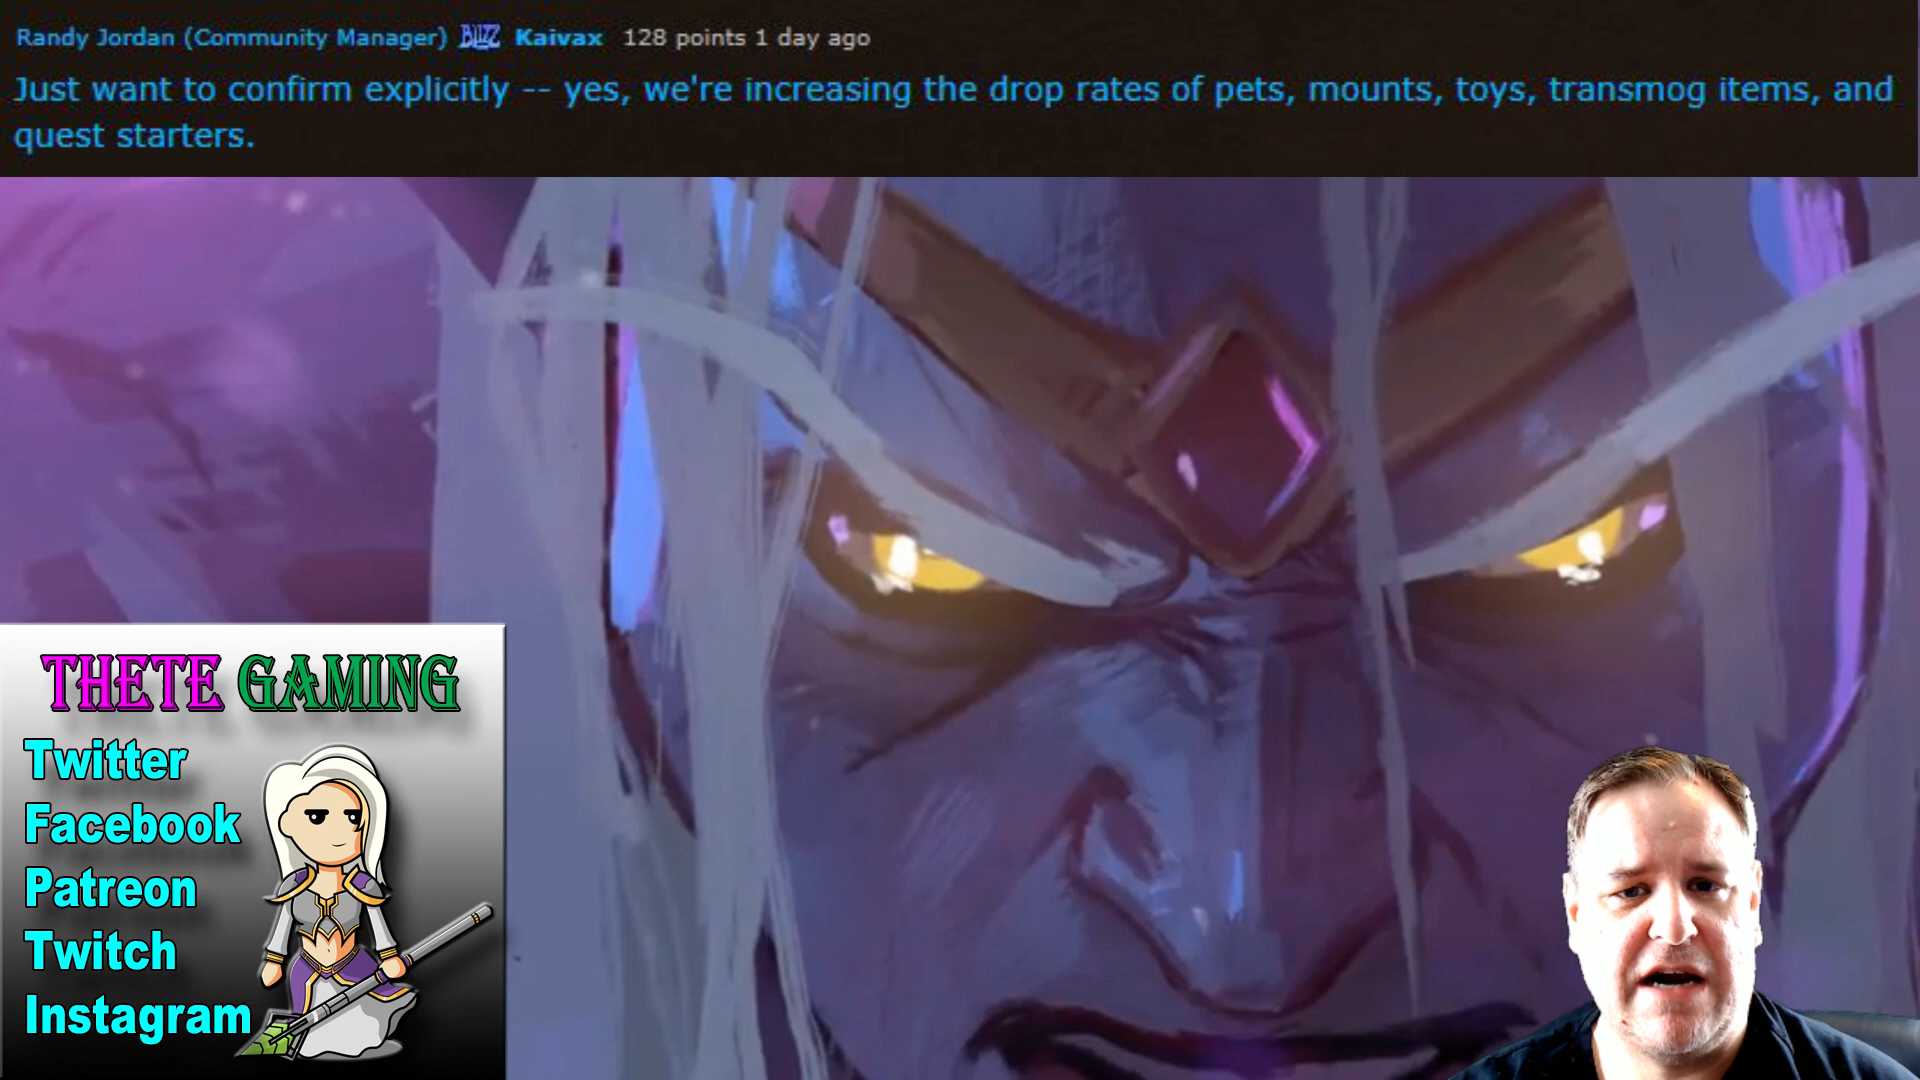 Randy Jordan (Community Manager) BLIZZ Kaivax 128 points 1 day ago
Just want to confirm explicitly -- yes, we're increasing the drop rates of pets, mounts, toys, transmog items, and
quest starters.
THETE GAMING
Twitter
Facebook
Patreon
Twitch
Instagram